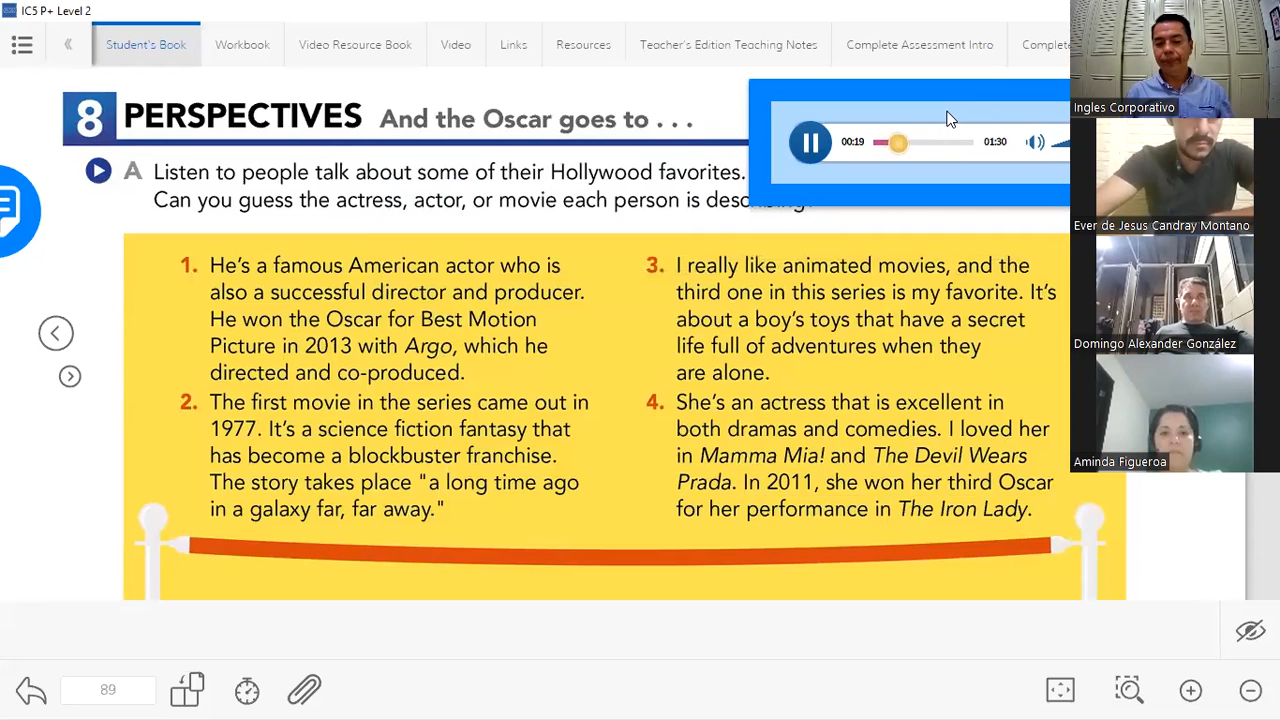 IC5 P+ Level 2
Student's Book
Workbook
Video Resource Book
Video
Links
Resources
Teacher's Edition Teaching Notes
Complete Assessment Intro
Complete
8 PERSPECTIVES And the Oscar goes to . . .
00:19
01:30
A Listen to people talk about some of their Hollywood favorites.
Can you guess the actress, actor, or movie each person is describing?
1. He's a famous American actor who is
also a successful director and producer.
He won the Oscar for Best Motion
Picture in 2013 with Argo, which he
directed and co-produced.
2. The first movie in the series came out in
1977. It's a science fiction fantasy that
has become a blockbuster franchise.
The story takes place "a long time ago
in a galaxy far, far away."
3. I really like animated movies, and the
third one in this series is my favorite. It's
about a boy's toys that have a secret
life full of adventures when they
are alone.
4. She's an actress that is excellent in
both dramas and comedies. I loved her
in Mamma Mia! and The Devil Wears
Prada. In 2011, she won her third Oscar
for her performance in The Iron Lady.
Ingles Corporativo
Ever de Jesus Candray Montano
Domingo Alexander González
Aminda Figueroa
89